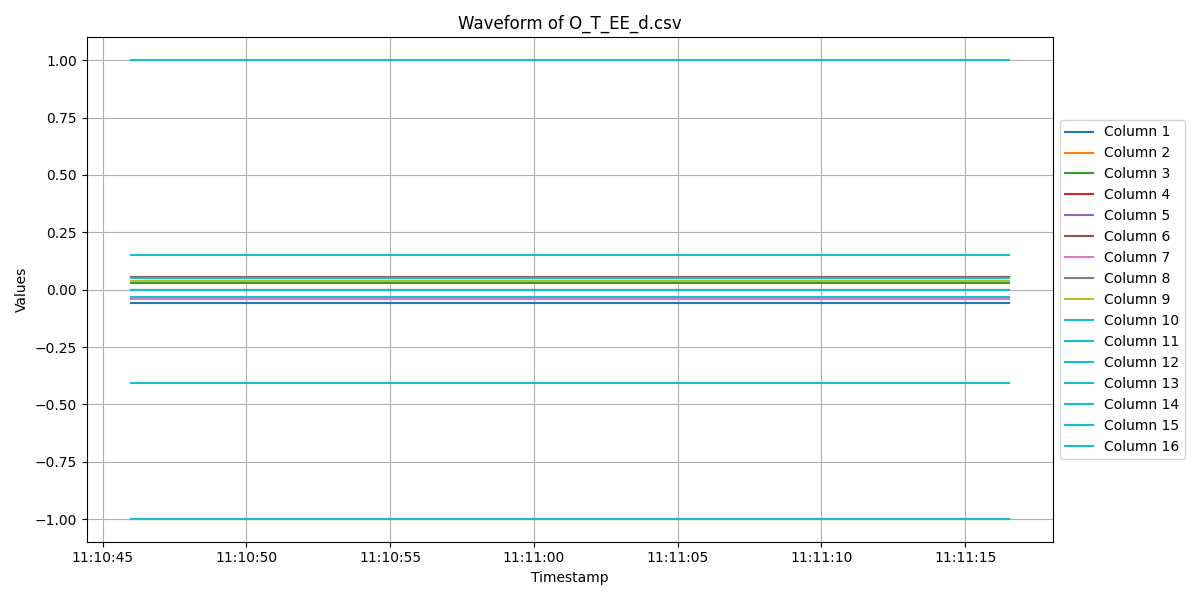 Waveform of O_T_EE_d.csv
Values
1.00
0.75
0.50
0.25
0.00
−0.25
−0.50
−0.75
−1.00
11:10:45
11:10:50
11:10:55
11:11:00
11:11:05
11:11:10
11:11:15
Timestamp
Column 1
Column 2
Column 3
Column 4
Column 5
Column 6
Column 7
Column 8
Column 9
Column 10
Column 11
Column 12
Column 13
Column 14
Column 15
Column 16